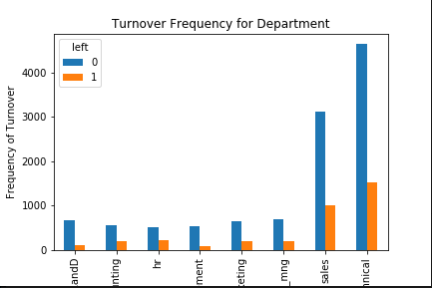 Turnover Frequency for Department
left
0
1
Frequency of Turnover
4000
3000
2000
1000
0
andD
nting
hr
ment
eting
_mng
sales
nical